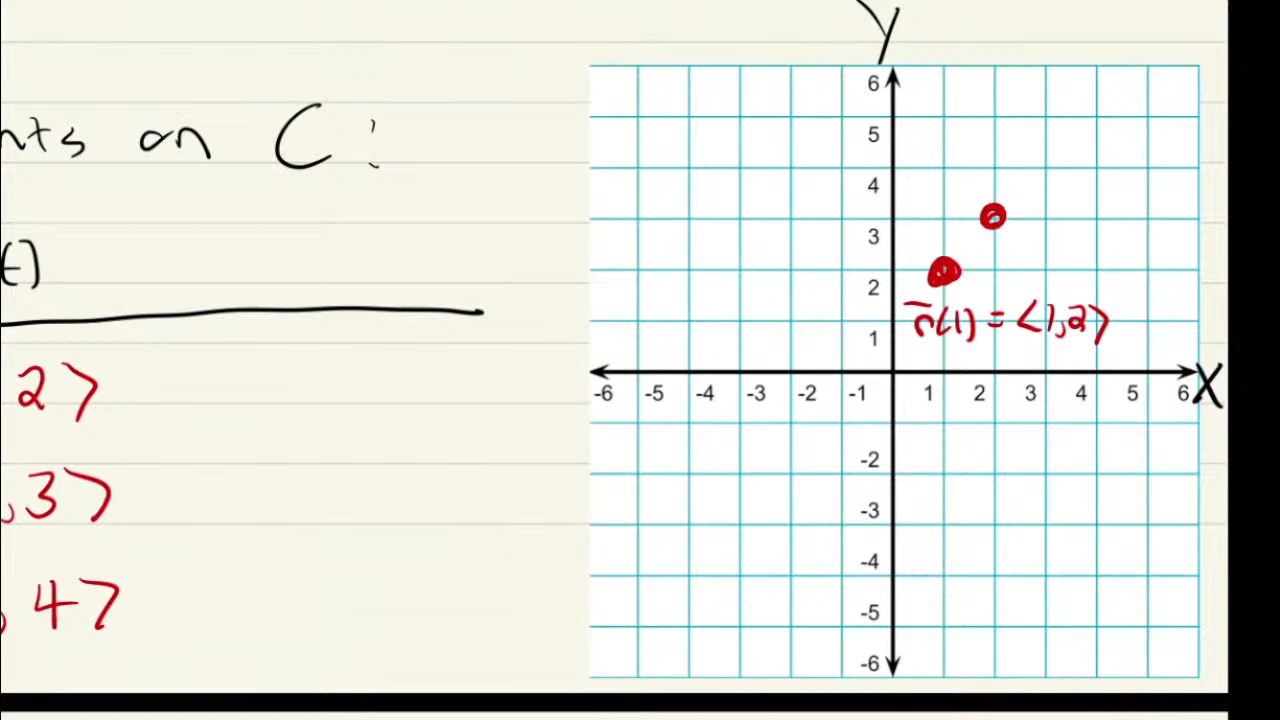 Y
nts on C:
t)
2>
,3>
, 4>
6
5
4
3
2
1
r(1) = <1,2>
-6 -5 -4 -3 -2 -1 1 2 3 4 5 6 X
-2
-3
-4
-5
-6